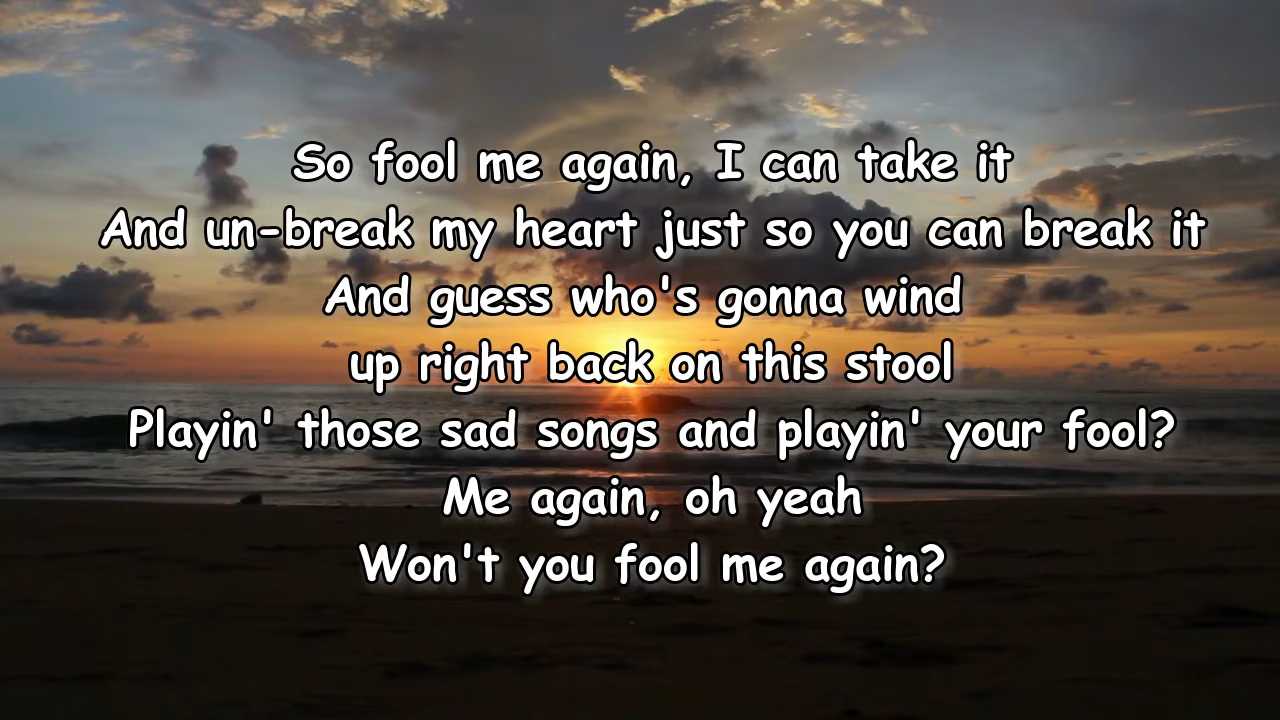 So fool me again, I can take it
And un-break my heart just so you can break it
And guess who's gonna wind
up right back on this stool
Playin' those sad songs and playin' your fool?
Me again, oh yeah
Won't you fool me again?